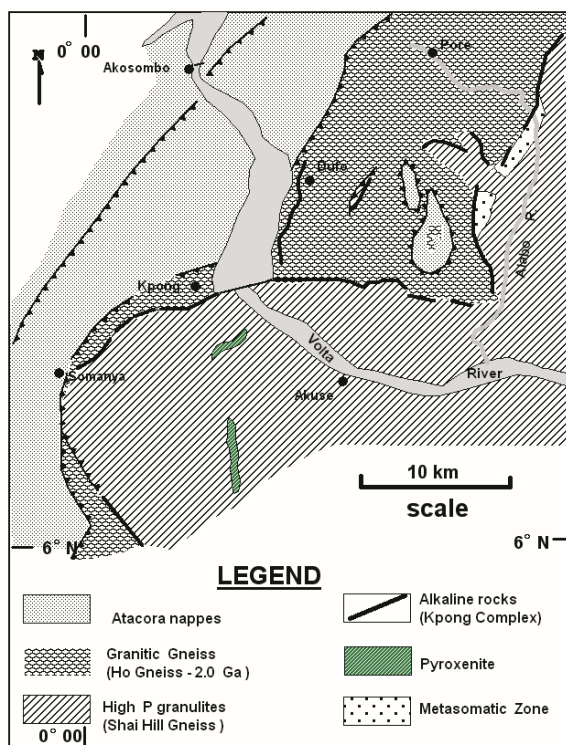 0° 00
N
Pore
Akosombo
Dufo
Alabo R.
Kpong
Volta
River
Somanya
Akuse
10 km
scale
6° N
6° N
LEGEND
Atacora nappes
Alkaline rocks
(Kpong Complex)
Granitic Gneiss
(Ho Gneiss - 2.0 Ga)
Pyroxenite
High P granulites
(Shai Hill Gneiss)
Metasomatic Zone
0° 00